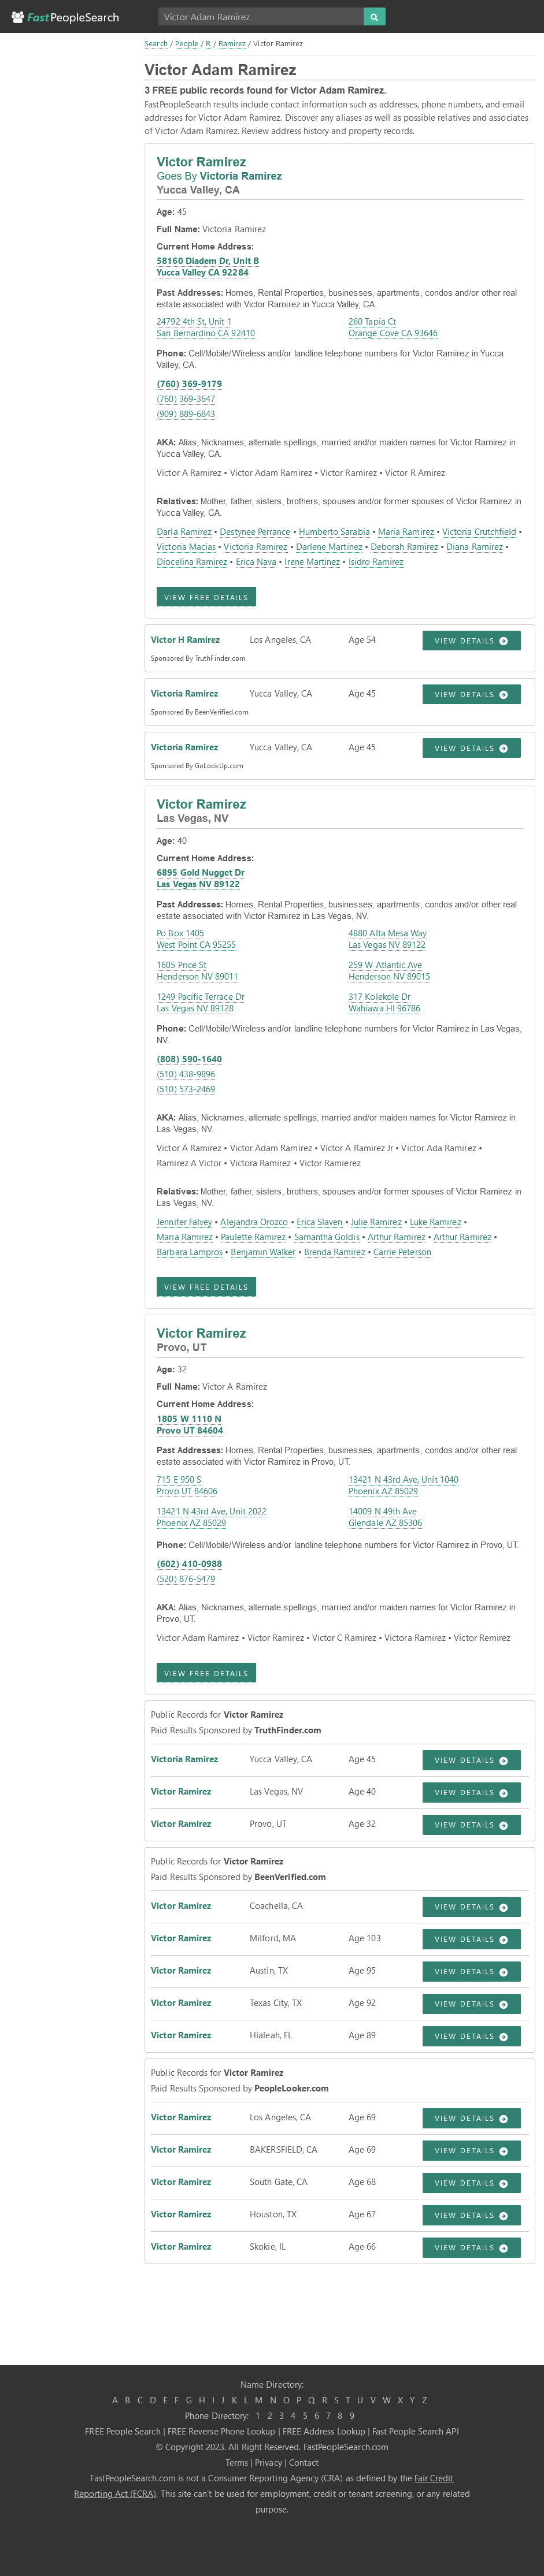 FastPeopleSearch
Victor Adam Ramirez
Search / People / R / Ramirez / Victor Ramirez
Victor Adam Ramirez
3 FREE public records found for Victor Adam Ramirez.
FastPeopleSearch results include contact information such as addresses, phone numbers, and email
addresses for Victor Adam Ramirez. Discover any aliases as well as possible relatives and associates
of Victor Adam Ramirez. Review address history and property records.
Victor Ramirez
Goes By Victoria Ramirez
Yucca Valley, CA
Age: 45
Full Name: Victoria Ramirez
Current Home Address:
58160 Diadem Dr, Unit B
Yucca Valley CA 92284
Past Addresses: Homes, Rental Properties, businesses, apartments, condos and/or other real
estate associated with Victor Ramirez in Yucca Valley, CA.
24792 4th St, Unit 1
San Bernardino CA 92410
260 Tapia Ct
Orange Cove CA 93646
Phone: Cell/Mobile/Wireless and/or landline telephone numbers for Victor Ramirez in Yucca
Valley, CA.
(760) 369-9179
(760) 369-3647
(909) 889-6843
AKA: Alias, Nicknames, alternate spellings, married and/or maiden names for Victor Ramirez in
Yucca Valley, CA.
Victor A Ramirez • Victor Adam Ramirez • Victor Ramirez • Victor R Amirez
Relatives: Mother, father, sisters, brothers, spouses and/or former spouses of Victor Ramirez in
Yucca Valley, CA.
Darla Ramirez • Destynee Perrance • Humberto Sarabia • Maria Ramirez • Victoria Crutchfield •
Victoria Macias • Victoria Ramirez • Darlene Martinez • Deborah Ramirez • Diana Ramirez •
Diocelina Ramirez • Erica Nava • Irene Martinez • Isidro Ramirez
VIEW FREE DETAILS
Victor H Ramirez Los Angeles, CA Age 54 VIEW DETAILS
Sponsored By TruthFinder.com
Victoria Ramirez Yucca Valley, CA Age 45 VIEW DETAILS
Sponsored By BeenVerified.com
Victoria Ramirez Yucca Valley, CA Age 45 VIEW DETAILS
Sponsored By GoLookUp.com
Victor Ramirez
Las Vegas, NV
Age: 40
Current Home Address:
6895 Gold Nugget Dr
Las Vegas NV 89122
Past Addresses: Homes, Rental Properties, businesses, apartments, condos and/or other real
estate associated with Victor Ramirez in Las Vegas, NV.
Po Box 1405
West Point CA 95255
4880 Alta Mesa Way
Las Vegas NV 89122
1605 Price St
Henderson NV 89011
259 W Atlantic Ave
Henderson NV 89015
1249 Pacific Terrace Dr
Las Vegas NV 89128
317 Kolekole Dr
Wahiawa HI 96786
Phone: Cell/Mobile/Wireless and/or landline telephone numbers for Victor Ramirez in Las Vegas,
NV.
(808) 590-1640
(510) 438-9896
(510) 573-2469
AKA: Alias, Nicknames, alternate spellings, married and/or maiden names for Victor Ramirez in
Las Vegas, NV.
Victor A Ramirez • Victor Adam Ramirez • Victor A Ramirez Jr • Victor Ada Ramirez •
Ramirez A Victor • Victora Ramirez • Victor Ramierez
Relatives: Mother, father, sisters, brothers, spouses and/or former spouses of Victor Ramirez in
Las Vegas, NV.
Jennifer Falvey • Alejandra Orozco • Erica Slaven • Julie Ramirez • Luke Ramirez •
Maria Ramirez • Paulette Ramirez • Samantha Goldis • Arthur Ramirez • Arthur Ramirez •
Barbara Lampros • Benjamin Walker • Brenda Ramirez • Carrie Peterson
VIEW FREE DETAILS
Victor Ramirez
Provo, UT
Age: 32
Full Name: Victor A Ramirez
Current Home Address:
1805 W 1110 N
Provo UT 84604
Past Addresses: Homes, Rental Properties, businesses, apartments, condos and/or other real
estate associated with Victor Ramirez in Provo, UT.
715 E 950 S
Provo UT 84606
13421 N 43rd Ave, Unit 1040
Phoenix AZ 85029
13421 N 43rd Ave, Unit 2022
Phoenix AZ 85029
14009 N 49th Ave
Glendale AZ 85306
Phone: Cell/Mobile/Wireless and/or landline telephone numbers for Victor Ramirez in Provo, UT.
(602) 410-0988
(520) 876-5479
AKA: Alias, Nicknames, alternate spellings, married and/or maiden names for Victor Ramirez in
Provo, UT.
Victor Adam Ramirez • Victor Ramirez • Victor C Ramirez • Victora Ramirez • Victor Remirez
VIEW FREE DETAILS
Public Records for Victor Ramirez
Paid Results Sponsored by TruthFinder.com
Victoria Ramirez Yucca Valley, CA Age 45 VIEW DETAILS
Victor Ramirez Las Vegas, NV Age 40 VIEW DETAILS
Victor Ramirez Provo, UT Age 32 VIEW DETAILS
Public Records for Victor Ramirez
Paid Results Sponsored by BeenVerified.com
Victor Ramirez Coachella, CA VIEW DETAILS
Victor Ramirez Milford, MA Age 103 VIEW DETAILS
Victor Ramirez Austin, TX Age 95 VIEW DETAILS
Victor Ramirez Texas City, TX Age 92 VIEW DETAILS
Victor Ramirez Hialeah, FL Age 89 VIEW DETAILS
Public Records for Victor Ramirez
Paid Results Sponsored by PeopleLooker.com
Victor Ramirez Los Angeles, CA Age 69 VIEW DETAILS
Victor Ramirez BAKERSFIELD, CA Age 69 VIEW DETAILS
Victor Ramirez South Gate, CA Age 68 VIEW DETAILS
Victor Ramirez Houston, TX Age 67 VIEW DETAILS
Victor Ramirez Skokie, IL Age 66 VIEW DETAILS
Name Directory:
A B C D E F G H I J K L M N O P Q R S T U V W X Y Z
Phone Directory: 1 2 3 4 5 6 7 8 9
FREE People Search | FREE Reverse Phone Lookup | FREE Address Lookup | Fast People Search API
© Copyright 2023. All Right Reserved. FastPeopleSearch.com
Terms | Privacy | Contact
FastPeopleSearch.com is not a Consumer Reporting Agency (CRA) as defined by the Fair Credit
Reporting Act (FCRA). This site can't be used for employment, credit or tenant screening, or any related
purpose.